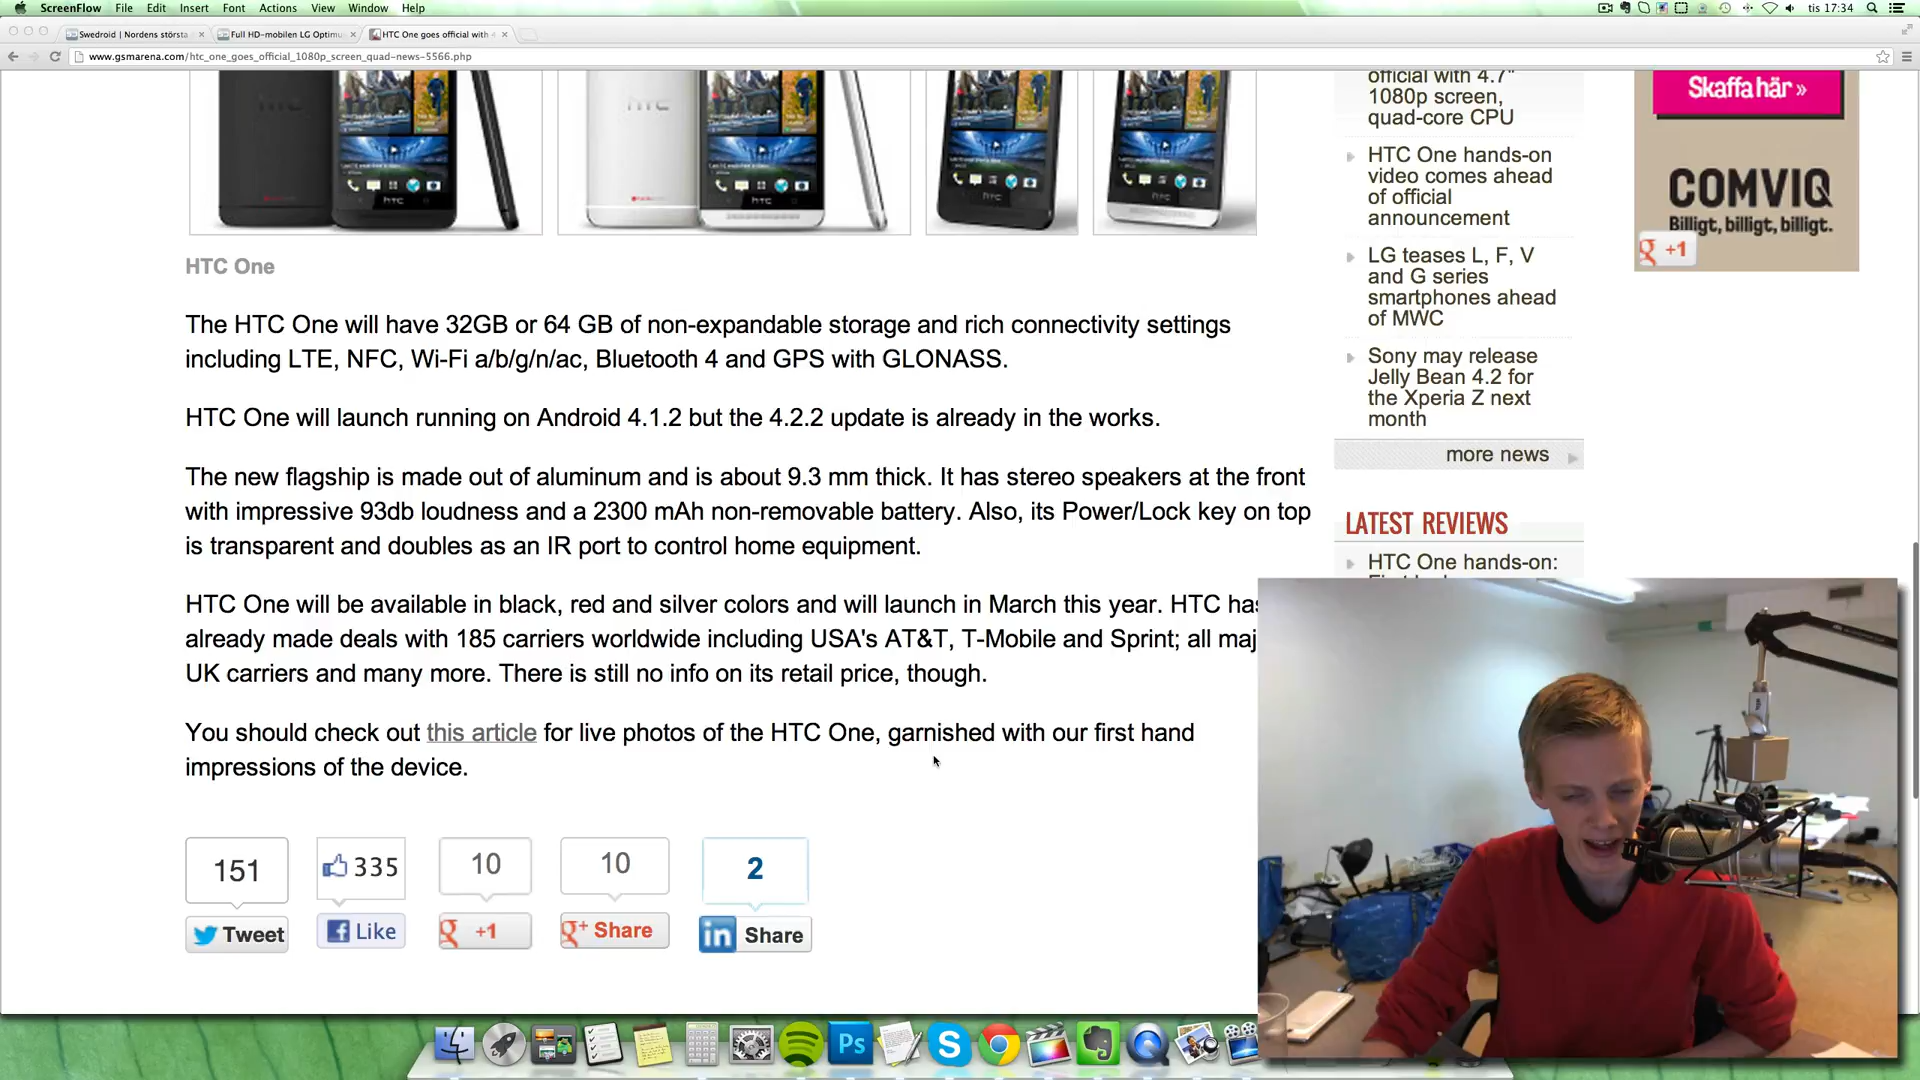 ScreenFlow File Edit Insert Font Actions View Window Help
tis 17:34
Swedroid | Nordens största
Full HD-mobilen LG Optimu
HTC One goes official with 4
www.gsmarena.com/htc_one_goes_official_1080p_screen_quad-news-5566.php
HTC One
The HTC One will have 32GB or 64 GB of non-expandable storage and rich connectivity settings
including LTE, NFC, Wi-Fi a/b/g/n/ac, Bluetooth 4 and GPS with GLONASS.
HTC One will launch running on Android 4.1.2 but the 4.2.2 update is already in the works.
The new flagship is made out of aluminum and is about 9.3 mm thick. It has stereo speakers at the front
with impressive 93db loudness and a 2300 mAh non-removable battery. Also, its Power/Lock key on top
is transparent and doubles as an IR port to control home equipment.
HTC One will be available in black, red and silver colors and will launch in March this year. HTC has
already made deals with 185 carriers worldwide including USA's AT&T, T-Mobile and Sprint; all maj
UK carriers and many more. There is still no info on its retail price, though.
You should check out this article for live photos of the HTC One, garnished with our first hand
impressions of the device.
151
335
10
10
2
Tweet
Like
+1
Share
Share
official with 4.7"
1080p screen,
quad-core CPU
HTC One hands-on
video comes ahead
of official
announcement
LG teases L, F, V
and G series
smartphones ahead
of MWC
Sony may release
Jelly Bean 4.2 for
the Xperia Z next
month
more news
LATEST REVIEWS
HTC One hands-on:
Skaffa här »
COMVIQ
Billigt, billigt, billigt.
+1
Ps